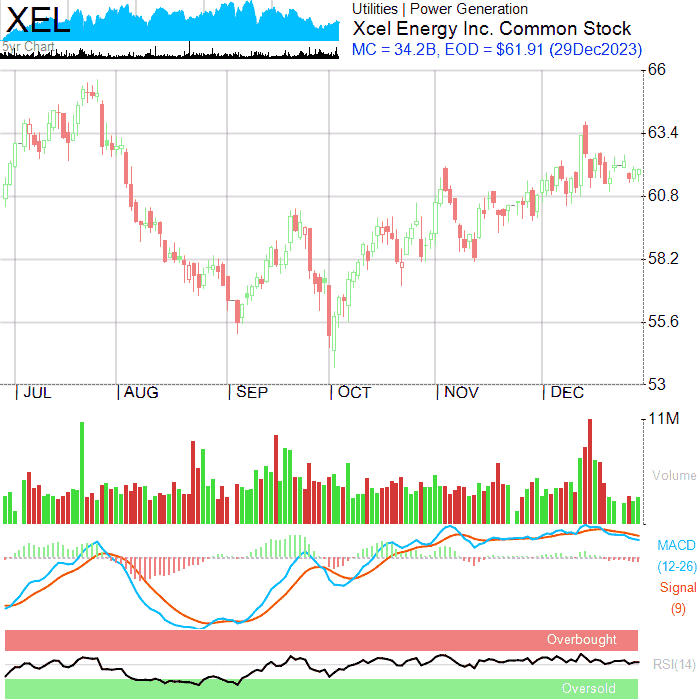 XEL
5yr Chart
Utilities | Power Generation
Xcel Energy Inc. Common Stock
MC = 34.2B, EOD = $61.91 (29Dec2023)
66
63.4
60.8
58.2
55.6
53
JUL AUG SEP OCT NOV DEC
11M
Volume
MACD
(12-26)
Signal
(9)
Overbought
RSI(14)
Oversold